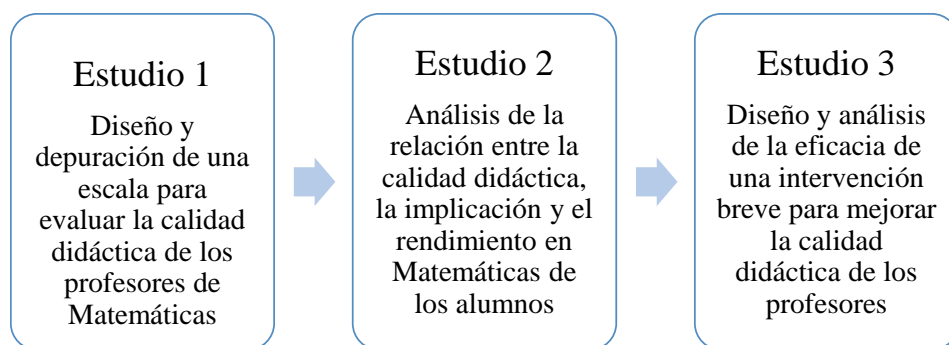 Estudio 1
Diseño y
depuración de una
escala para
evaluar la calidad
didáctica de los
profesores de
Matemáticas
Estudio 2
Análisis de la
relación entre la
calidad didáctica,
la implicación y el
rendimiento en
Matemáticas de
los alumnos
Estudio 3
Diseño y análisis
de la eficacia de
una intervención
breve para mejorar
la calidad
didáctica de los
profesores